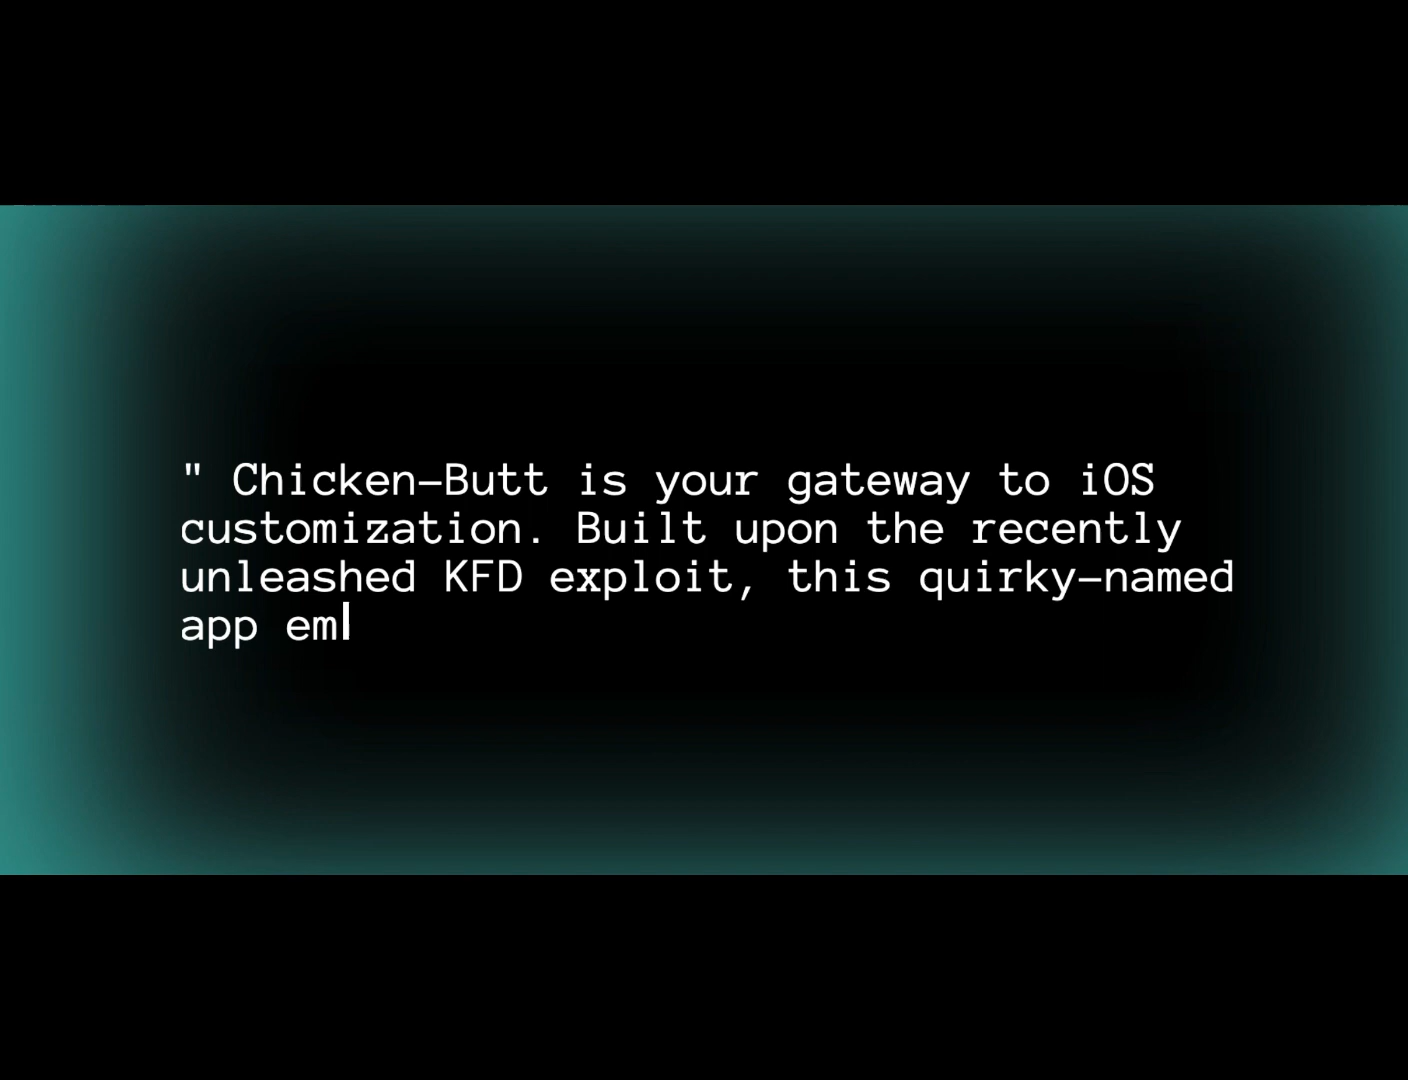 " Chicken-Butt is your gateway to iOS
customization. Built upon the recently
unleashed KFD exploit, this quirky-named
app em